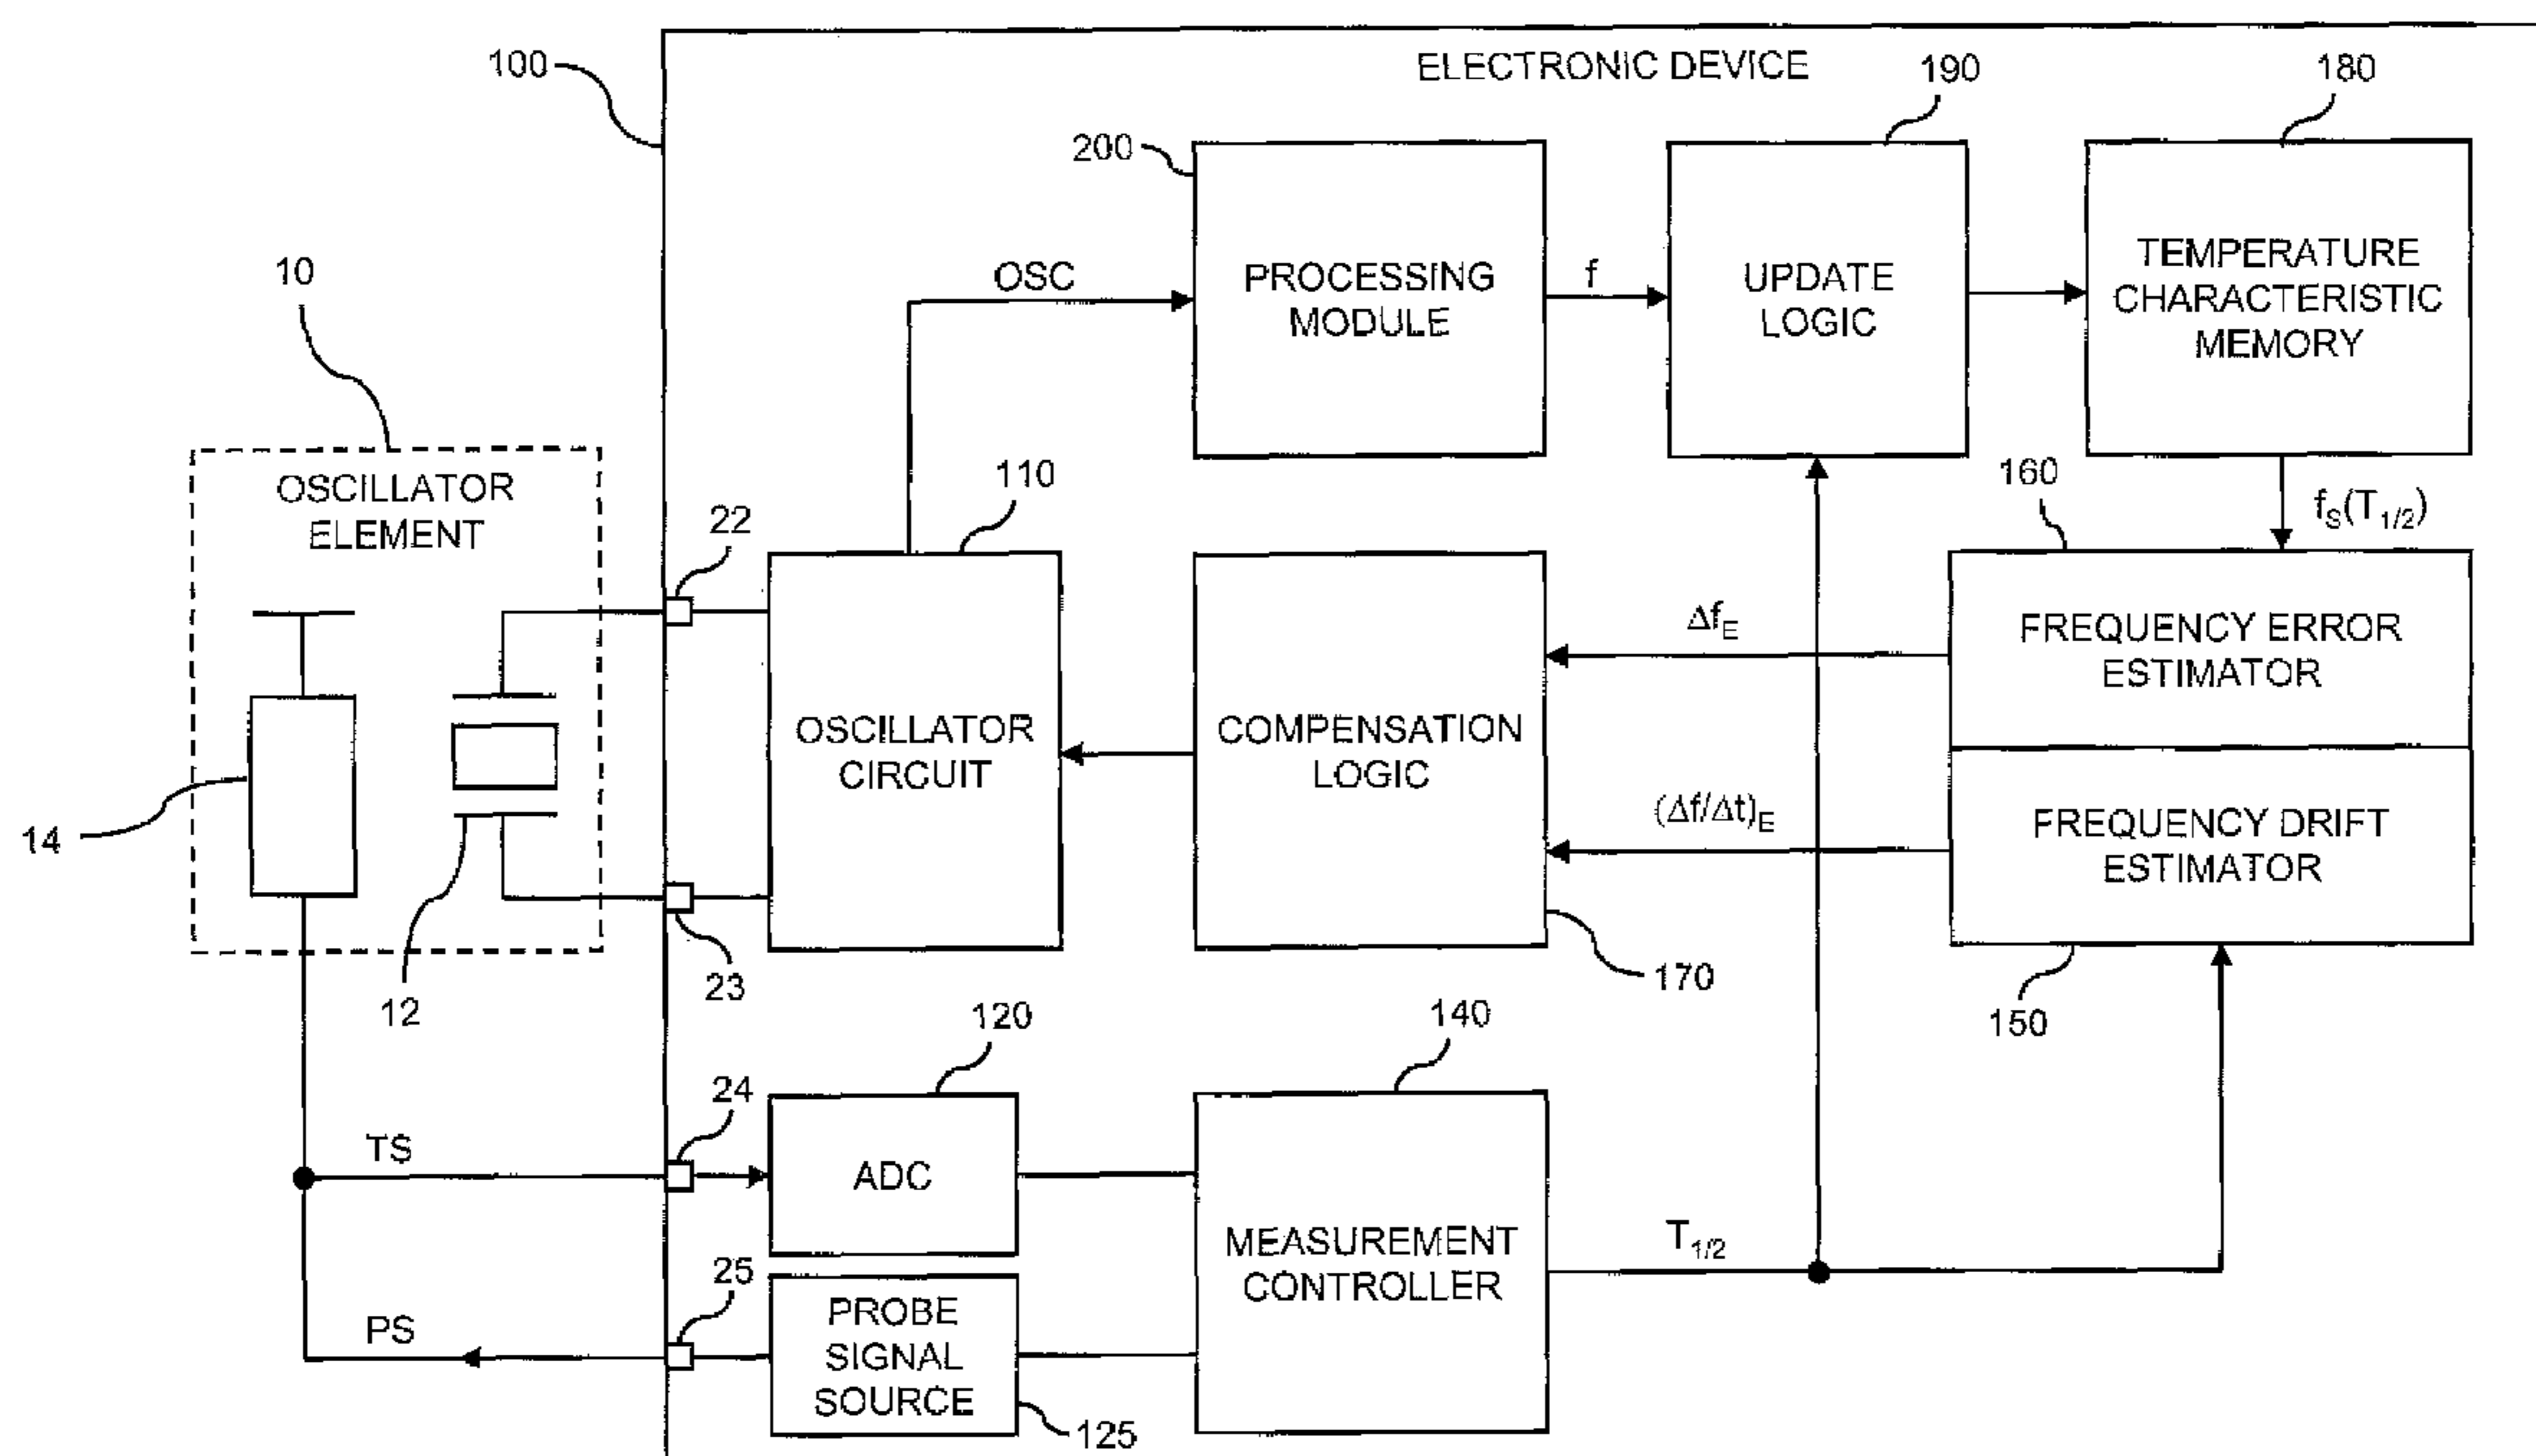 100
ELECTRONIC DEVICE
190
180
200
PROCESSING
MODULE
f
UPDATE
LOGIC
TEMPERATURE
CHARACTERISTIC
MEMORY
OSC
10
OSCILLATOR
ELEMENT
22
110
160
fS(T1/2)
OSCILLATOR
CIRCUIT
COMPENSATION
LOGIC
ΔfE
FREQUENCY ERROR
ESTIMATOR
(Δf/Δt)E
FREQUENCY DRIFT
ESTIMATOR
14
12
23
170
150
120
140
24
TS
ADC
MEASUREMENT
CONTROLLER
T1/2
25
PS
PROBE
SIGNAL
SOURCE
125